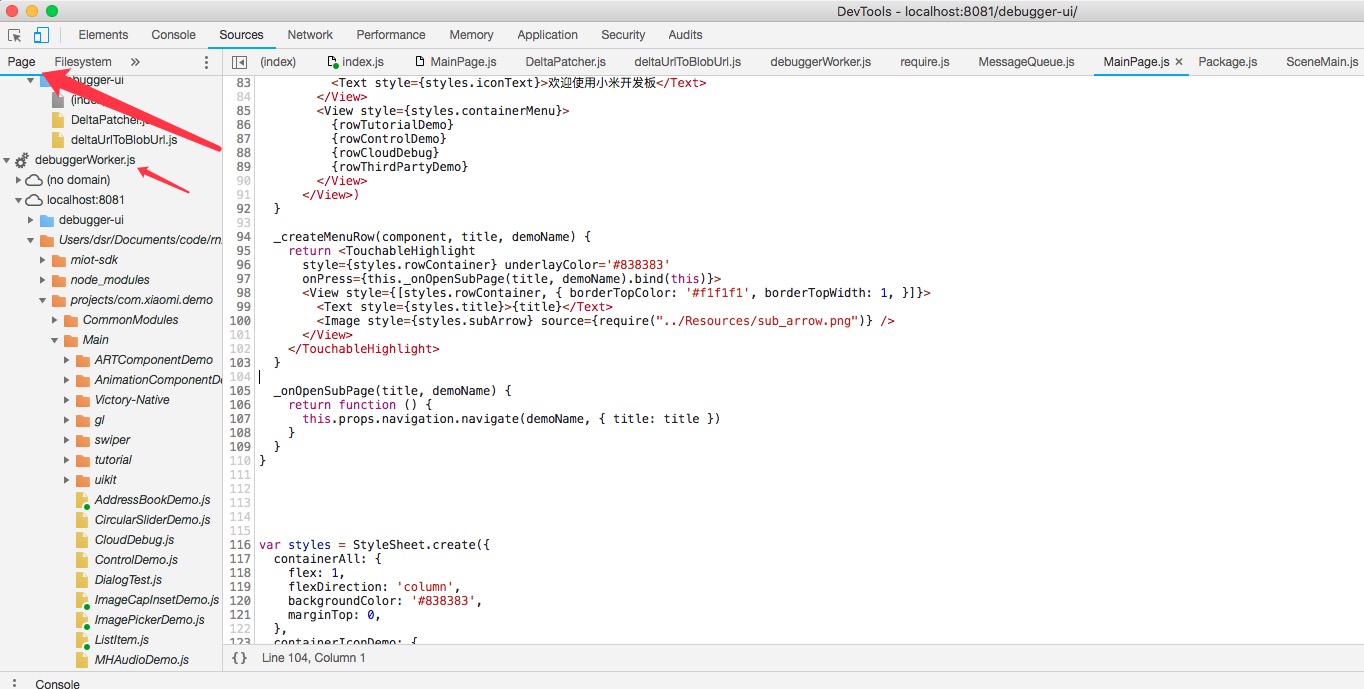 DevTools - localhost:8081/debugger-ui/
Elements Console Sources Network Performance Memory Application Security Audits
Page Filesystem »
(index) index.js MainPage.js DeltaPatcher.js deltaUrlToBlobUrl.js debuggerWorker.js require.js MessageQueue.js MainPage.js × Package.js SceneMain.js
debugger-ui
(index)
DeltaPatcher.js
deltaUrlToBlobUrl.js
debuggerWorker.js
(no domain)
localhost:8081
debugger-ui
Users/dsr/Documents/code/rn
miot-sdk
node_modules
projects/com.xiaomi.demo
CommonModules
Main
ARTComponentDemo
AnimationComponentDe
Victory-Native
gl
swiper
tutorial
uikit
AddressBookDemo.js
CircularSliderDemo.js
CloudDebug.js
ControlDemo.js
DialogTest.js
ImageCapInsetDemo.js
ImagePickerDemo.js
ListItem.js
MHAudioDemo.js
83 <Text style={styles.iconText}>欢迎使用小米开发板</Text>
84 </View>
85 <View style={styles.containerMenu}>
86 {rowTutorialDemo}
87 {rowControlDemo}
88 {rowCloudDebug}
89 {rowThirdPartyDemo}
90 </View>
91 </View>)
92 }
93
94 _createMenuRow(component, title, demoName) {
95 return <TouchableHighlight
96 style={styles.rowContainer} underlayColor='#838383'
97 onPress={this._onOpenSubPage(title, demoName).bind(this)}>
98 <View style={[styles.rowContainer, { borderTopColor: '#f1f1f1', borderTopWidth: 1, }]}>
99 <Text style={styles.title}>{title}</Text>
100 <Image style={styles.subArrow} source={require("../Resources/sub_arrow.png")} />
101 </View>
102 </TouchableHighlight>
103 }
104
105 _onOpenSubPage(title, demoName) {
106 return function () {
107 this.props.navigation.navigate(demoName, { title: title })
108 }
109 }
110 }
111
112
113
114
115
116 var styles = StyleSheet.create({
117 containerAll: {
118 flex: 1,
119 flexDirection: 'column',
120 backgroundColor: '#838383',
121 marginTop: 0,
122 },
123 containerIconDemo: {
{} Line 104, Column 1
Console